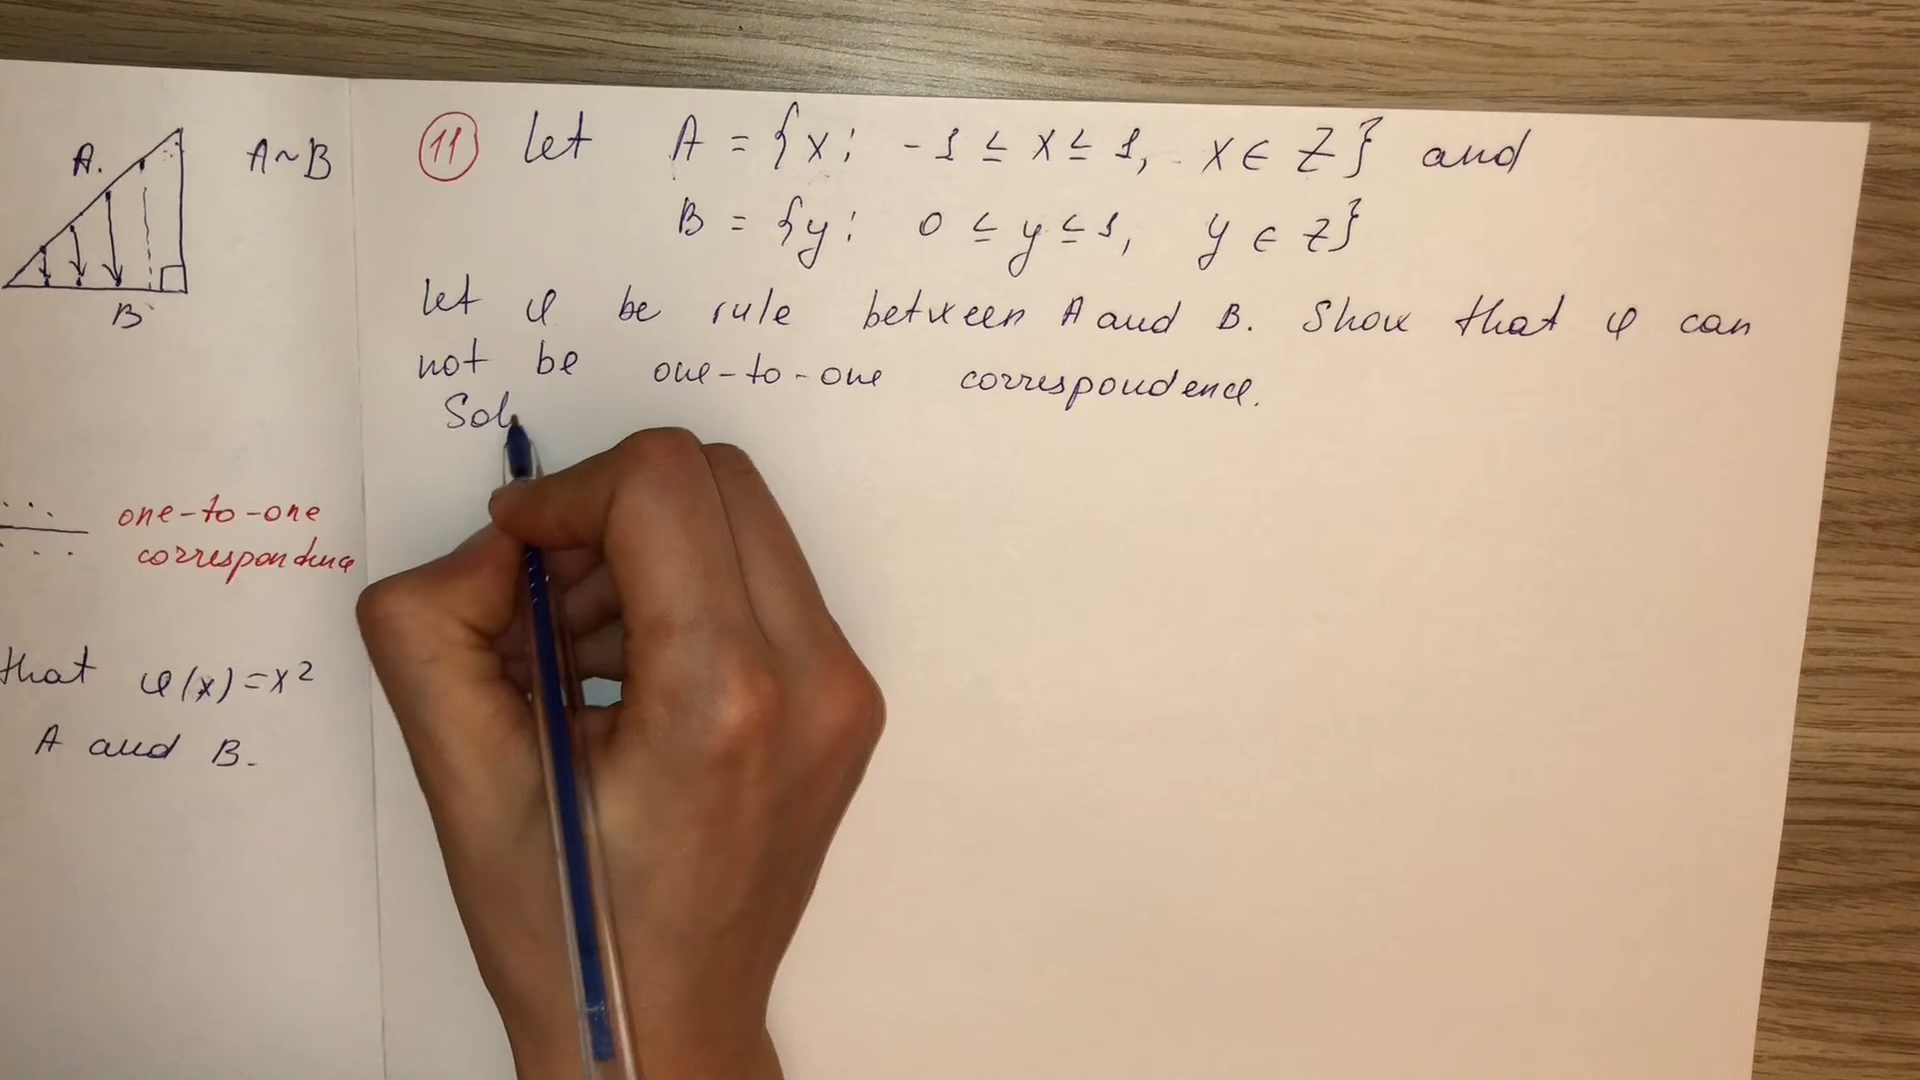 A.
A~B
B
one-to-one
correspondence
that φ(x)=x²
A and B.
11 Let A = {x: -1 ≤ x ≤ 1, x ∈ Z} and
B = {y: 0 ≤ y ≤ 1, y ∈ Z}
Let φ be rule between A and B. Show that φ can
not be one-to-one correspondence.
Sol